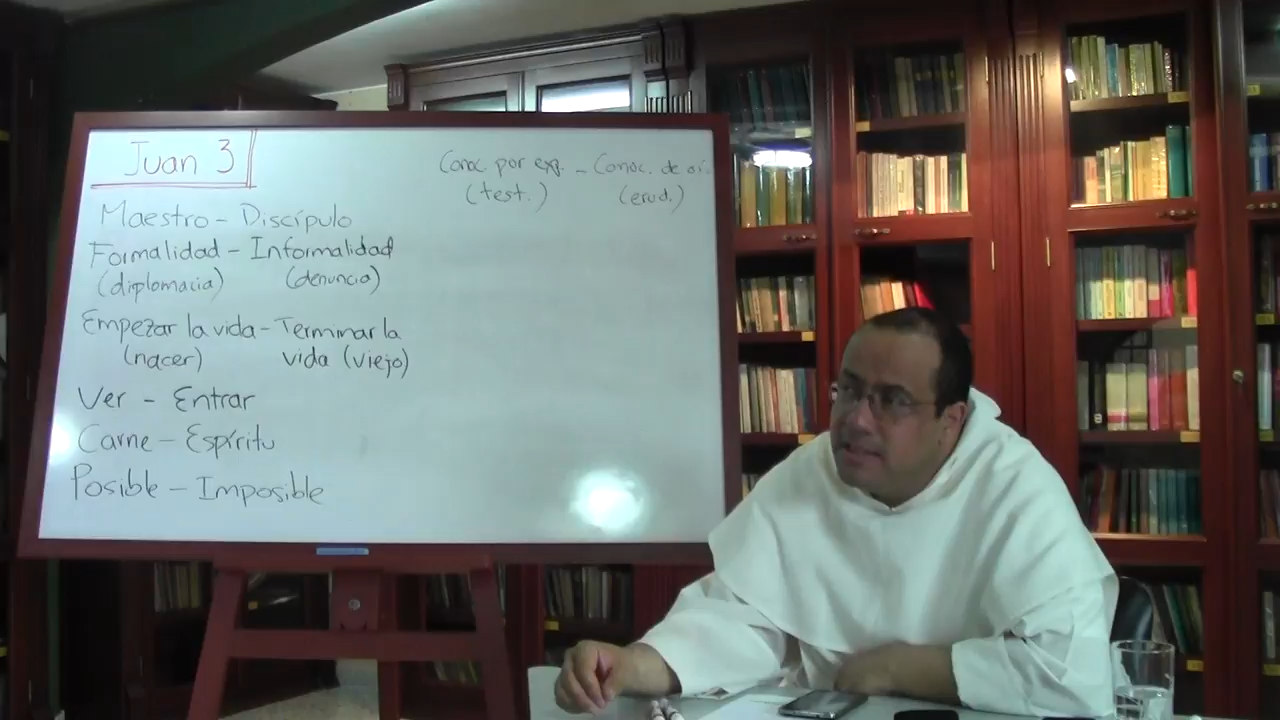 Juan 3
Maestro - Discípulo
Formalidad - Informalidad
(diplomacia) (denuncia)
Empezar la vida - Terminar la
(nacer) vida (viejo)
Ver - Entrar
Carne - Espíritu
Posible - Imposible
Conoc. por exp. - Conoc. de oí.
(test.) (erud.)